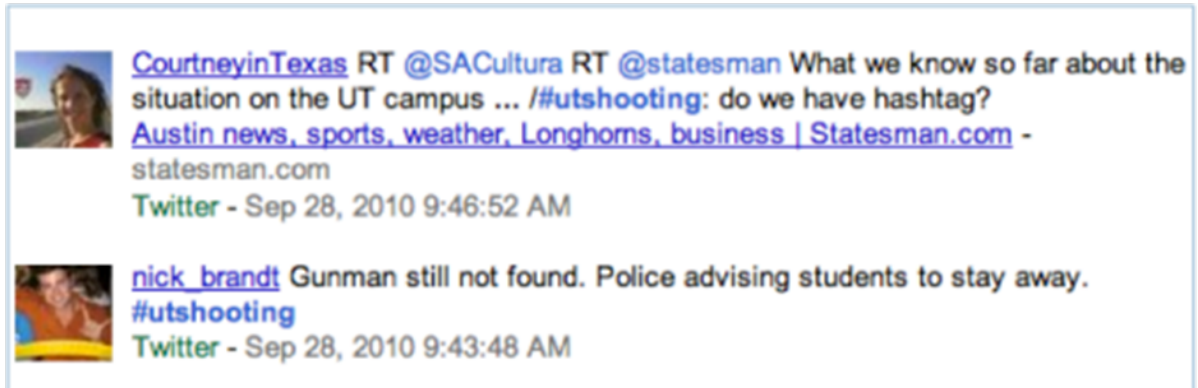 CourtneyinTexas RT @SACultura RT @statesman What we know so far about the
situation on the UT campus ... /#utshooting: do we have hashtag?
Austin news, sports, weather, Longhorns, business | Statesman.com -
statesman.com
Twitter - Sep 28, 2010 9:46:52 AM
nick_brandt Gunman still not found. Police advising students to stay away.
#utshooting
Twitter - Sep 28, 2010 9:43:48 AM